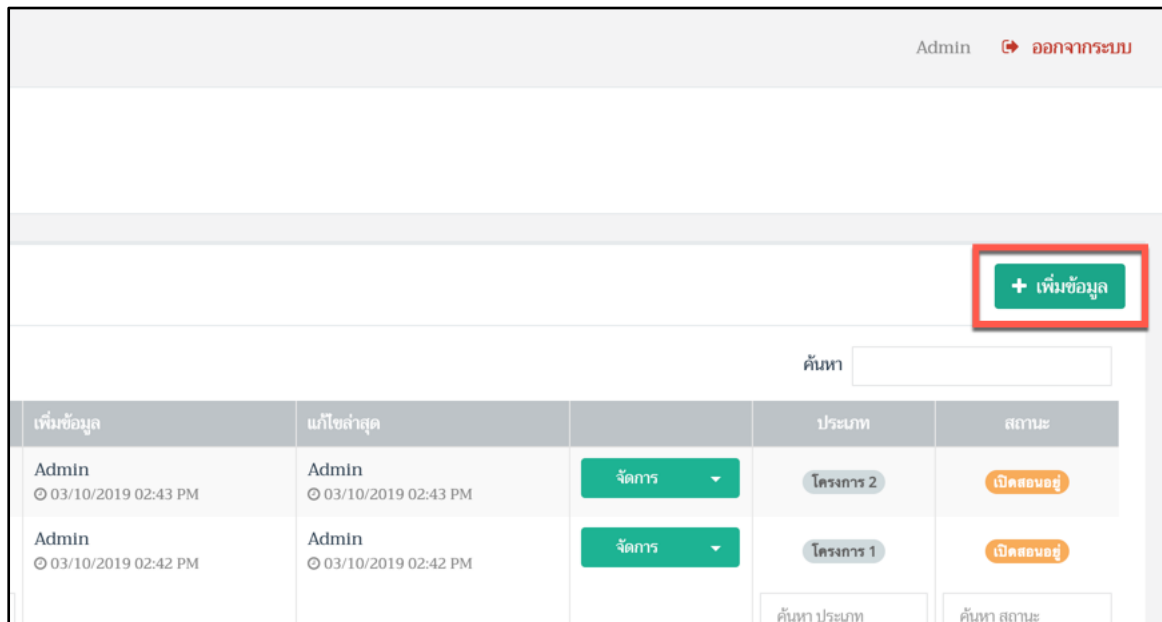 Admin ออกจากระบบ
+ เพิ่มข้อมูล
ค้นหา
เพิ่มข้อมูล แก้ไขล่าสุด ประเภท สถานะ
Admin Admin จัดการ โครงการ 2 เปิดสอนอยู่
03/10/2019 02:43 PM 03/10/2019 02:43 PM
Admin Admin จัดการ โครงการ 1 เปิดสอนอยู่
03/10/2019 02:42 PM 03/10/2019 02:42 PM
ค้นหา ประเภท ค้นหา สถานะ